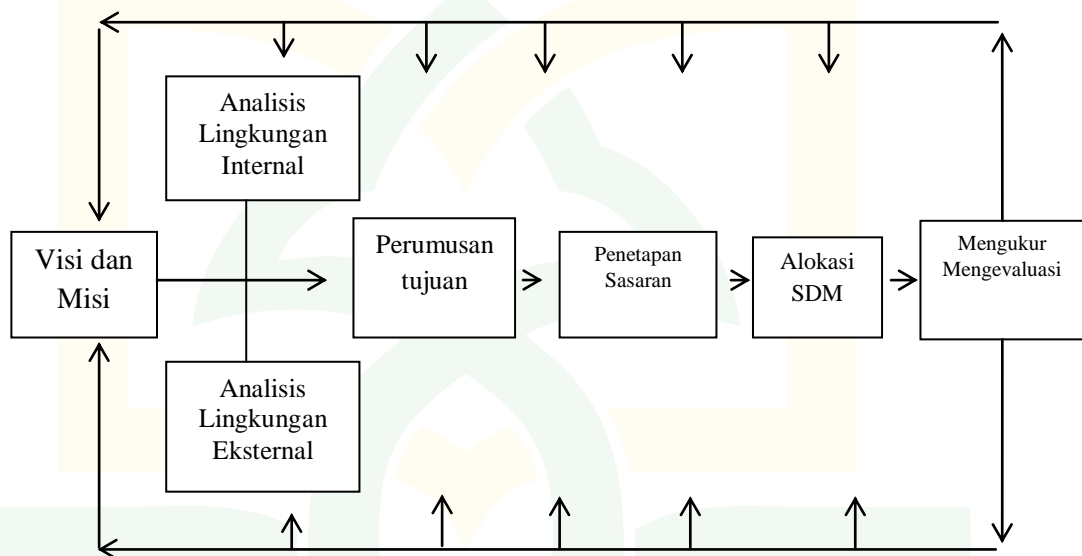 Analisis
Lingkungan
Internal
Visi dan
Misi
Perumusan
tujuan
Penetapan
Sasaran
Alokasi
SDM
Mengukur
Mengevaluasi
Analisis
Lingkungan
Eksternal